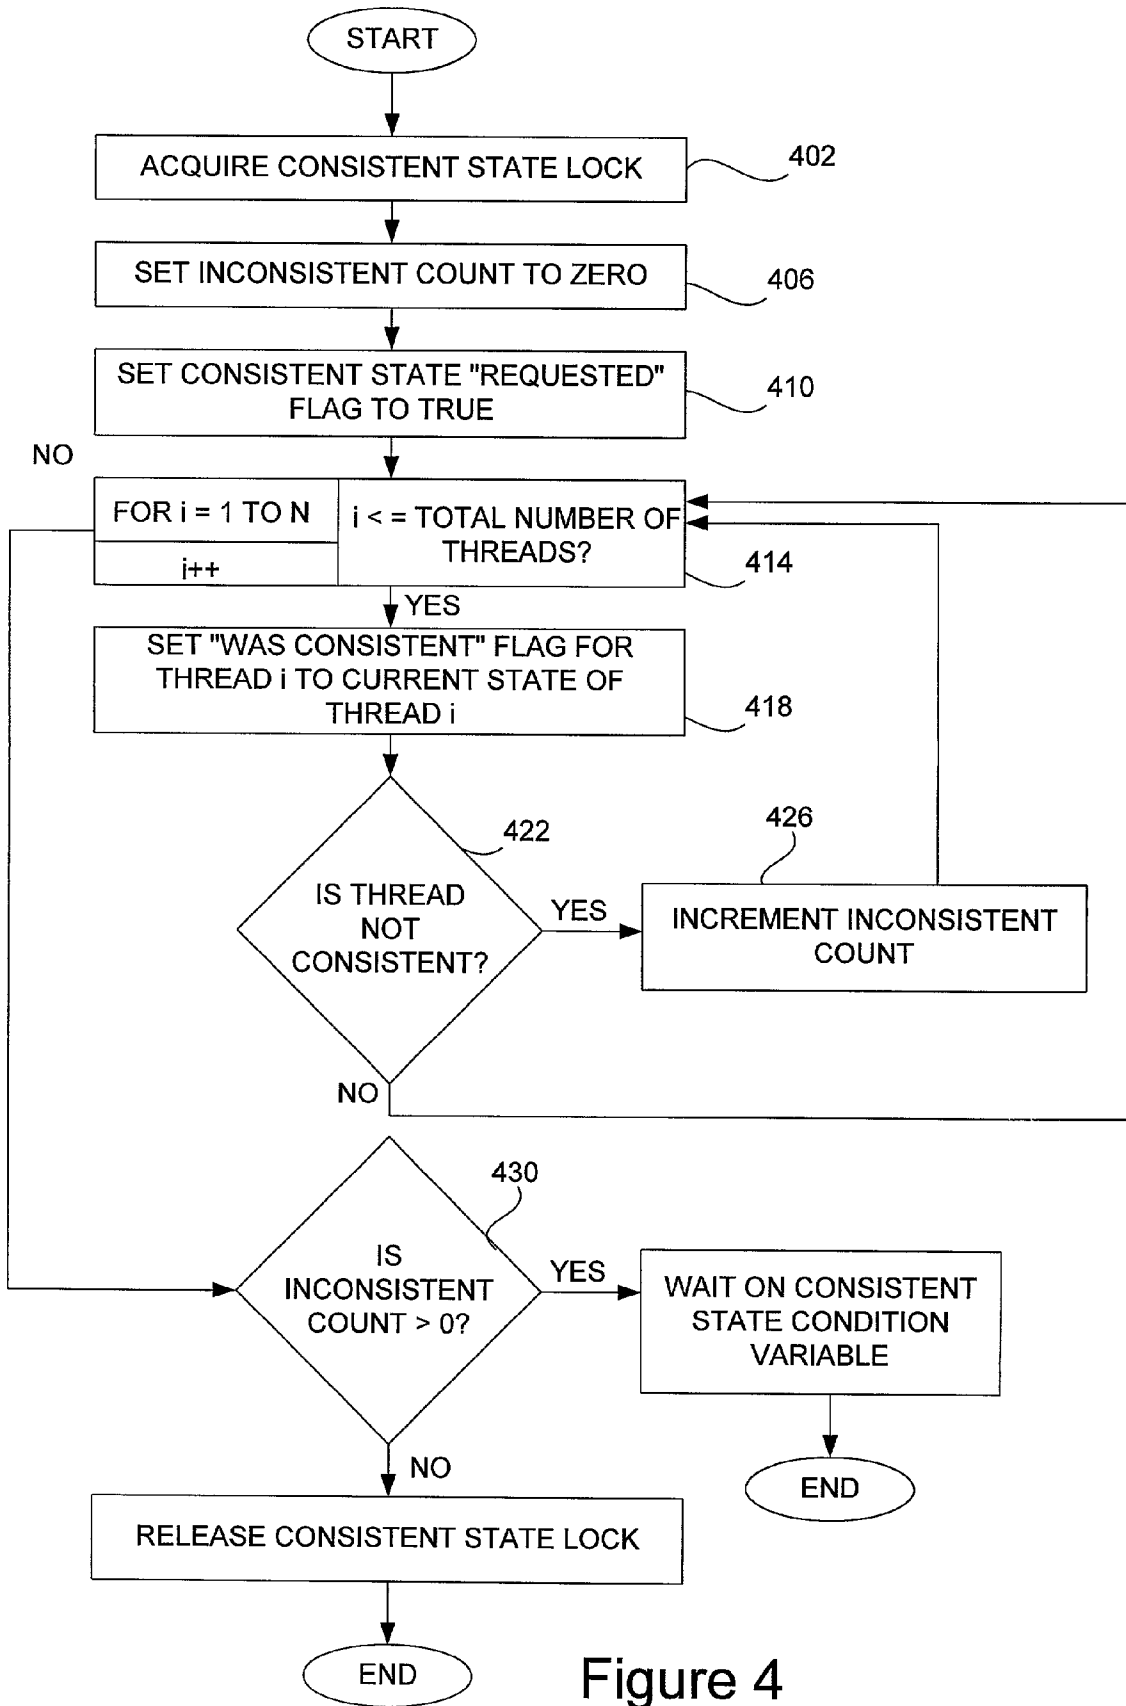 START
ACQUIRE CONSISTENT STATE LOCK
402
SET INCONSISTENT COUNT TO ZERO
406
SET CONSISTENT STATE "REQUESTED"
FLAG TO TRUE
410
NO
FOR i = 1 TO N
i++
i < = TOTAL NUMBER OF
THREADS?
414
YES
SET "WAS CONSISTENT" FLAG FOR
THREAD i TO CURRENT STATE OF
THREAD i
418
422
IS THREAD
NOT
CONSISTENT?
YES
426
INCREMENT INCONSISTENT
COUNT
NO
430
IS
INCONSISTENT
COUNT > 0?
YES
WAIT ON CONSISTENT
STATE CONDITION
VARIABLE
END
NO
RELEASE CONSISTENT STATE LOCK
END
Figure 4